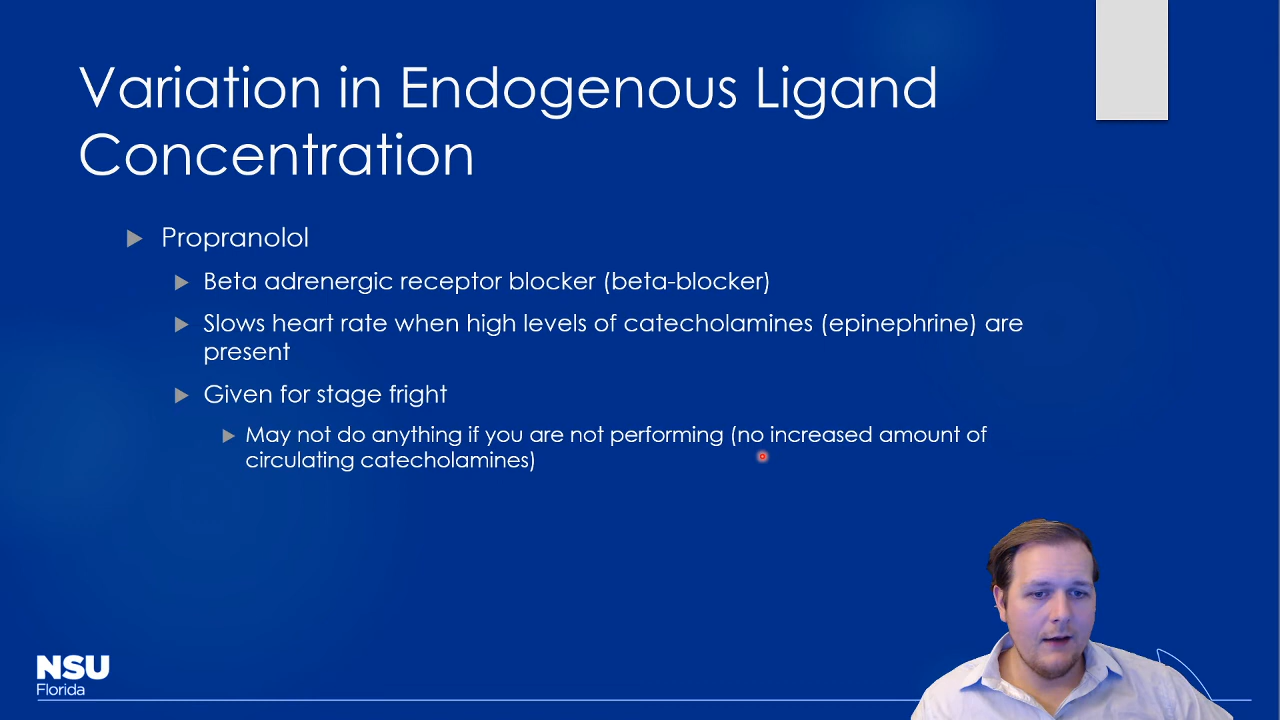 Variation in Endogenous Ligand
Concentration
Propranolol
Beta adrenergic receptor blocker (beta-blocker)
Slows heart rate when high levels of catecholamines (epinephrine) are
present
Given for stage fright
May not do anything if you are not performing (no increased amount of
circulating catecholamines)
NSU
Florida